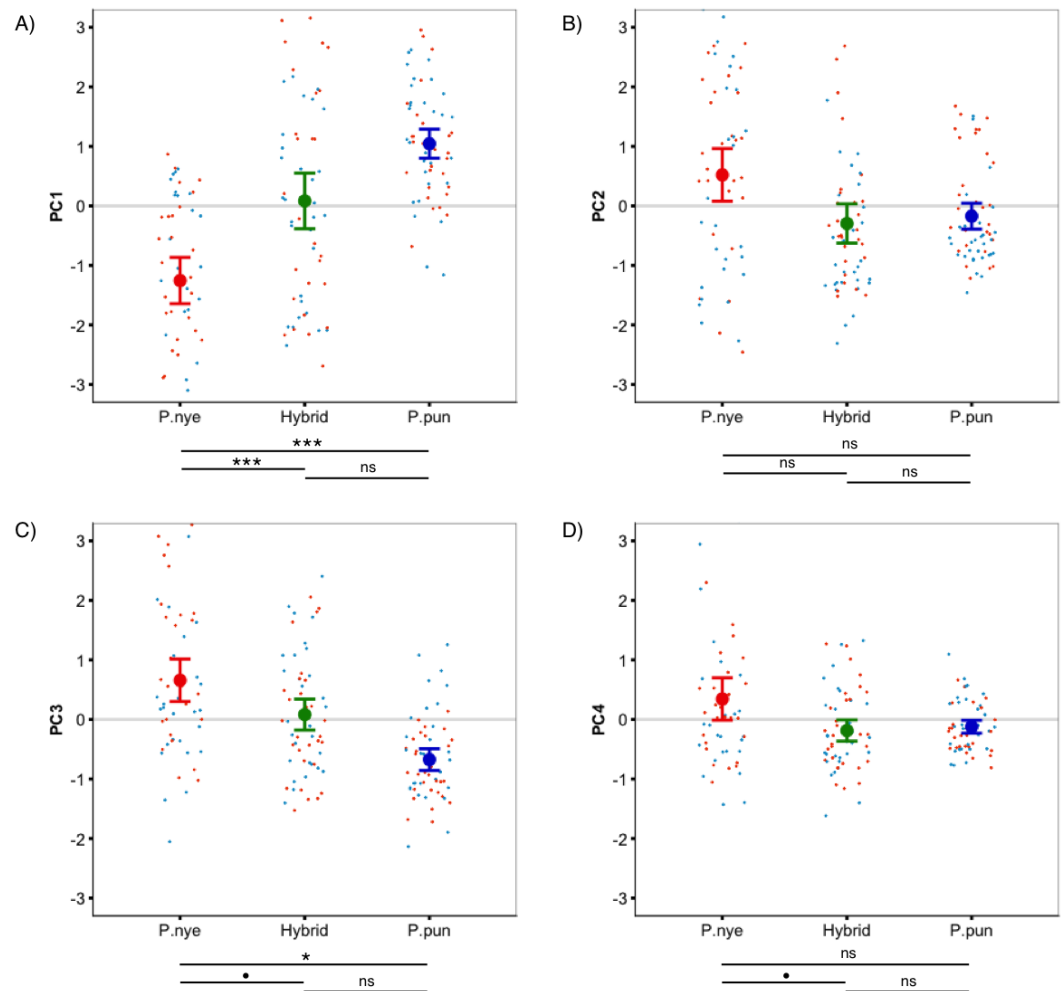 A)
3
2
1
0
-1
-2
-3
PC1
P.nye Hybrid P.pun
***
***
ns
B)
3
2
1
0
-1
-2
-3
PC2
P.nye Hybrid P.pun
ns
ns
ns
C)
3
2
1
0
-1
-2
-3
PC3
P.nye Hybrid P.pun
*
•
ns
D)
3
2
1
0
-1
-2
-3
PC4
P.nye Hybrid P.pun
ns
•
ns